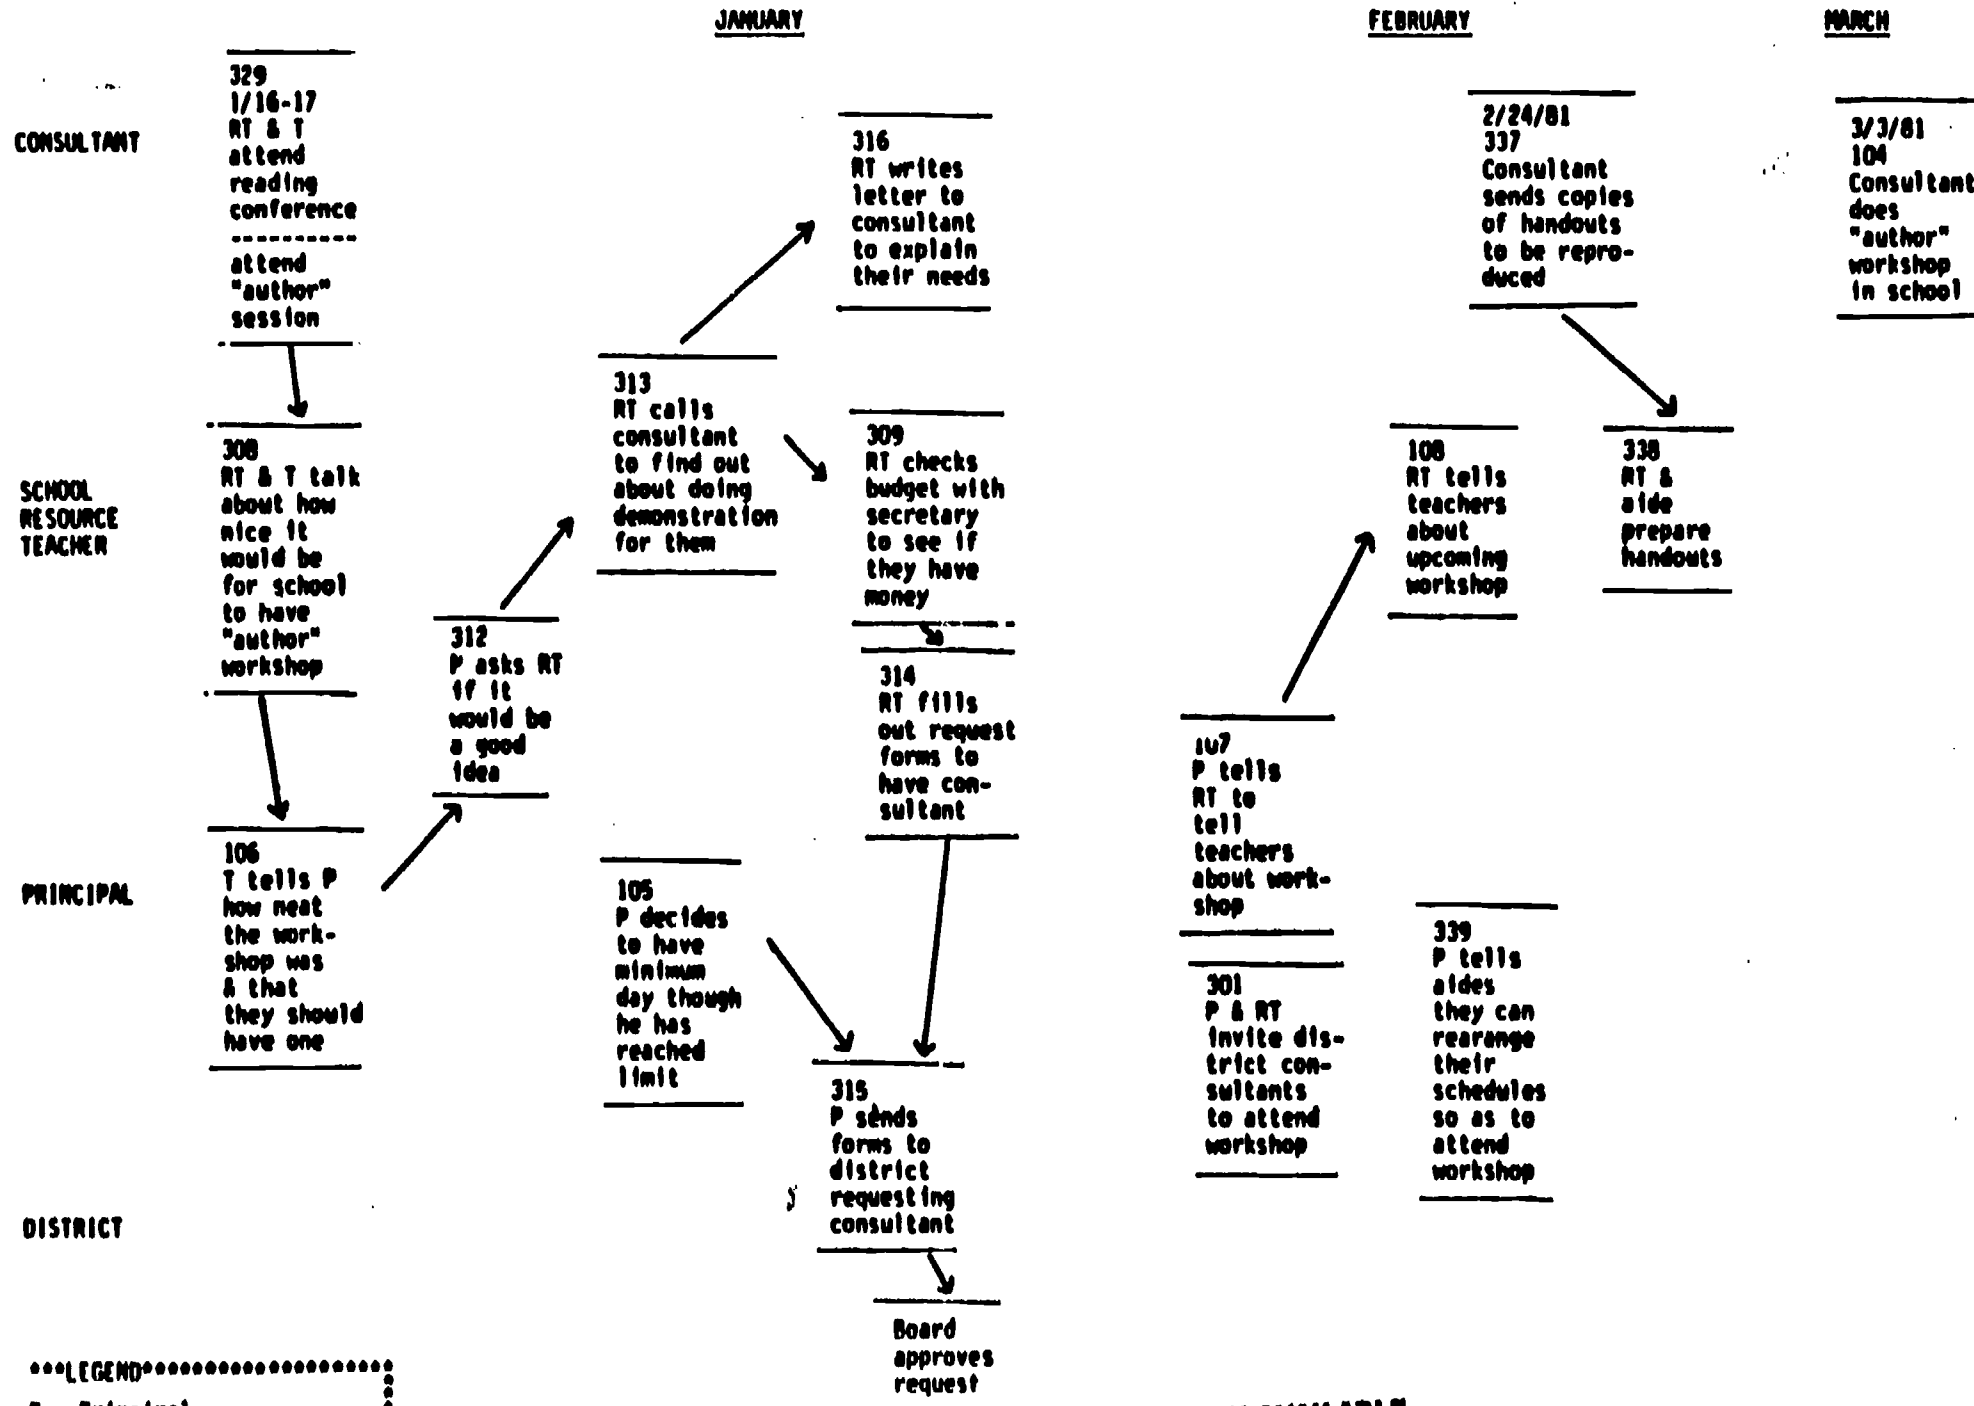 JANUARY
FEBRUARY
MARCH
CONSULTANT
329
1/16-17
RT & T
attend
reading
conference
----------
attend
"author"
session
316
RT writes
letter to
consultant
to explain
their needs
2/24/81
337
Consultant
sends copies
of handouts
to be repro-
duced
3/3/81
104
Consultant
does
"author"
workshop
in school
SCHOOL
RESOURCE
TEACHER
308
RT & T talk
about how
nice it
would be
for school
to have
"author"
workshop
312
P asks RT
if it
would be
a good
idea
313
RT calls
consultant
to find out
about doing
demonstration
for them
309
RT checks
budget with
secretary
to see if
they have
money
314
RT fills
out request
forms to
have con-
sultant
108
RT tells
teachers
about
upcoming
workshop
338
RT &
aide
prepare
handouts
PRINCIPAL
106
T tells P
how neat
the work-
shop was
& that
they should
have one
105
P decides
to have
minimum
day though
he has
reached
limit
315
P sends
forms to
district
requesting
consultant
107
P tells
RT to
tell
teachers
about work-
shop
301
P & RT
invite dis-
trict con-
sultants
to attend
workshop
339
P tells
aides
they can
rearange
their
schedules
so as to
attend
workshop
DISTRICT
Board
approves
request
***LEGEND*********************